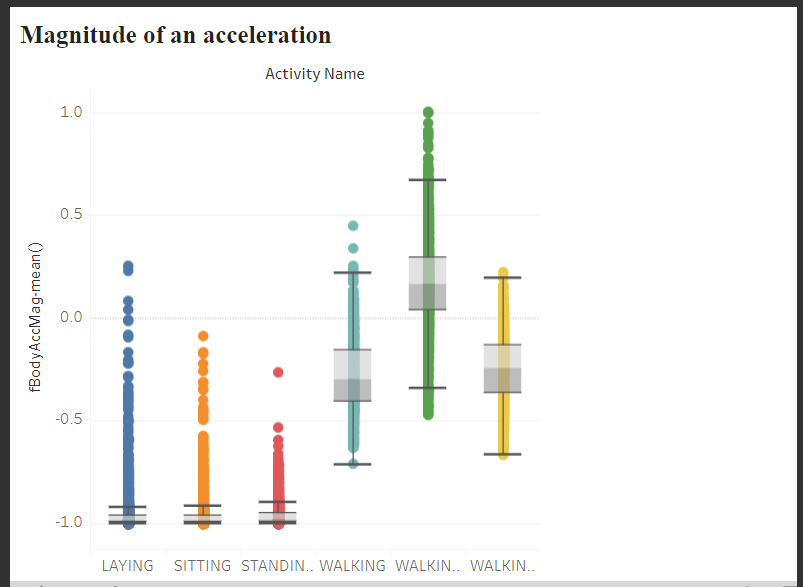 Magnitude of an acceleration
Activity Name
1.0
0.5
0.0
-0.5
-1.0
fBodyAccMag-mean()
LAYING SITTING STANDIN.. WALKING WALKIN.. WALKIN..